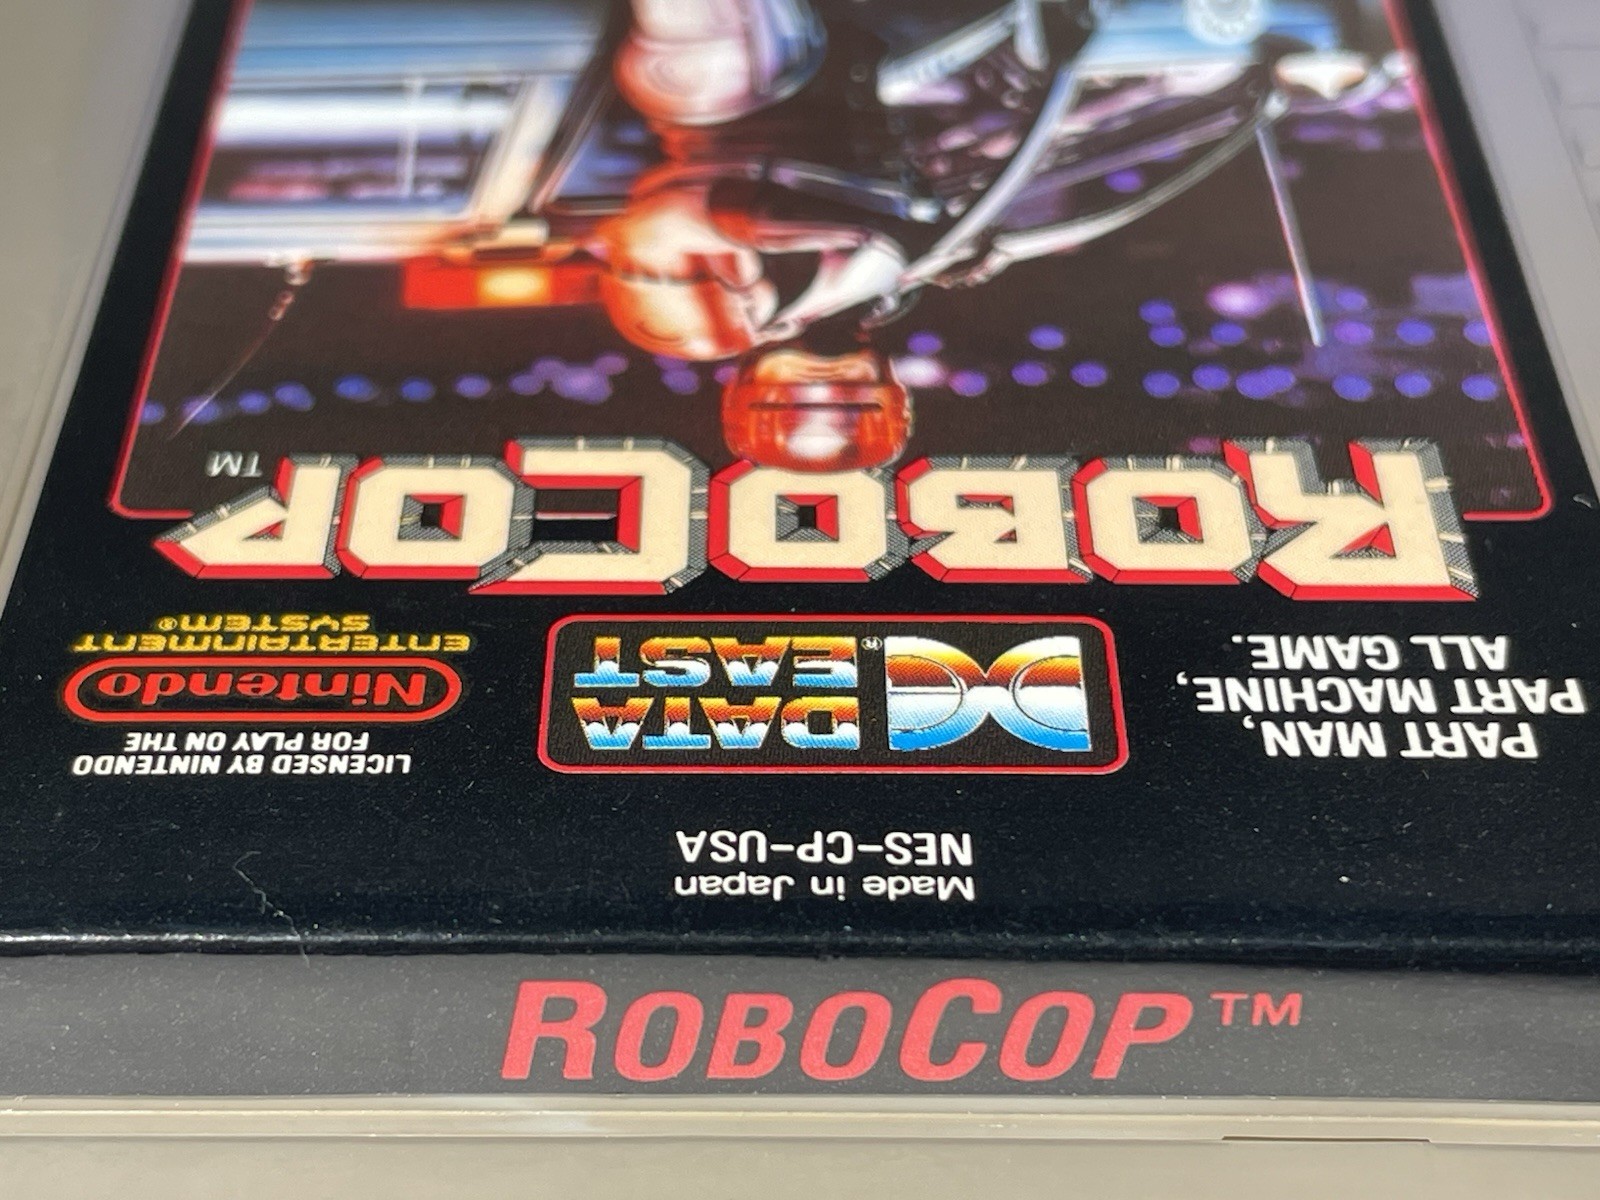 Made in Japan
NES-CP-USA
LICENSED BY NINTENDO
FOR PLAY ON THE
Nintendo
ENTERTAINMENT
SYSTEM®
DATA
EAST®
PART MAN,
PART MACHINE,
ALL GAME.
ROBOCOP
TM
ROBOCOP™